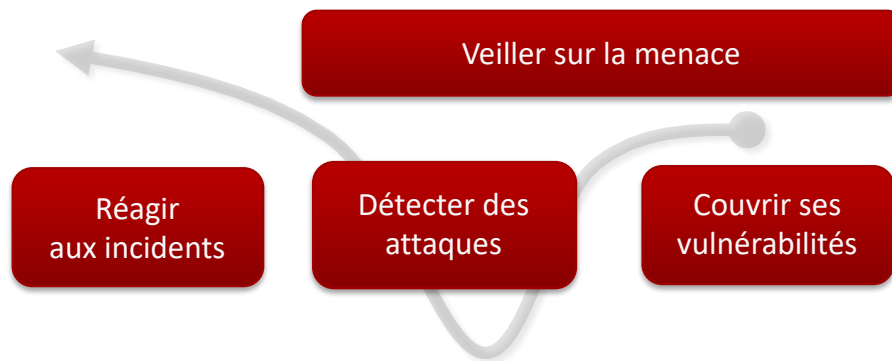 Veiller sur la menace
Réagir
aux incidents
Détecter des
attaques
Couvrir ses
vulnérabilités